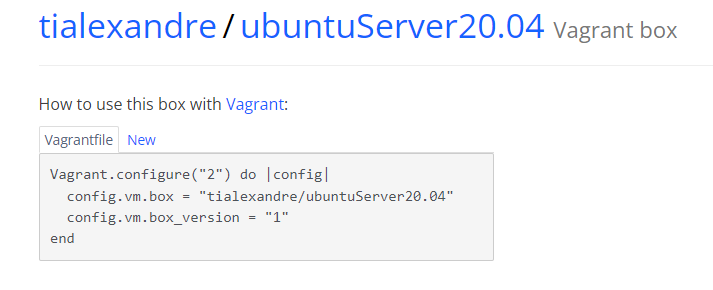 tialexandre / ubuntuServer20.04 Vagrant box
How to use this box with Vagrant:
Vagrantfile New
Vagrant.configure("2") do |config|
  config.vm.box = "tialexandre/ubuntuServer20.04"
  config.vm.box_version = "1"
end